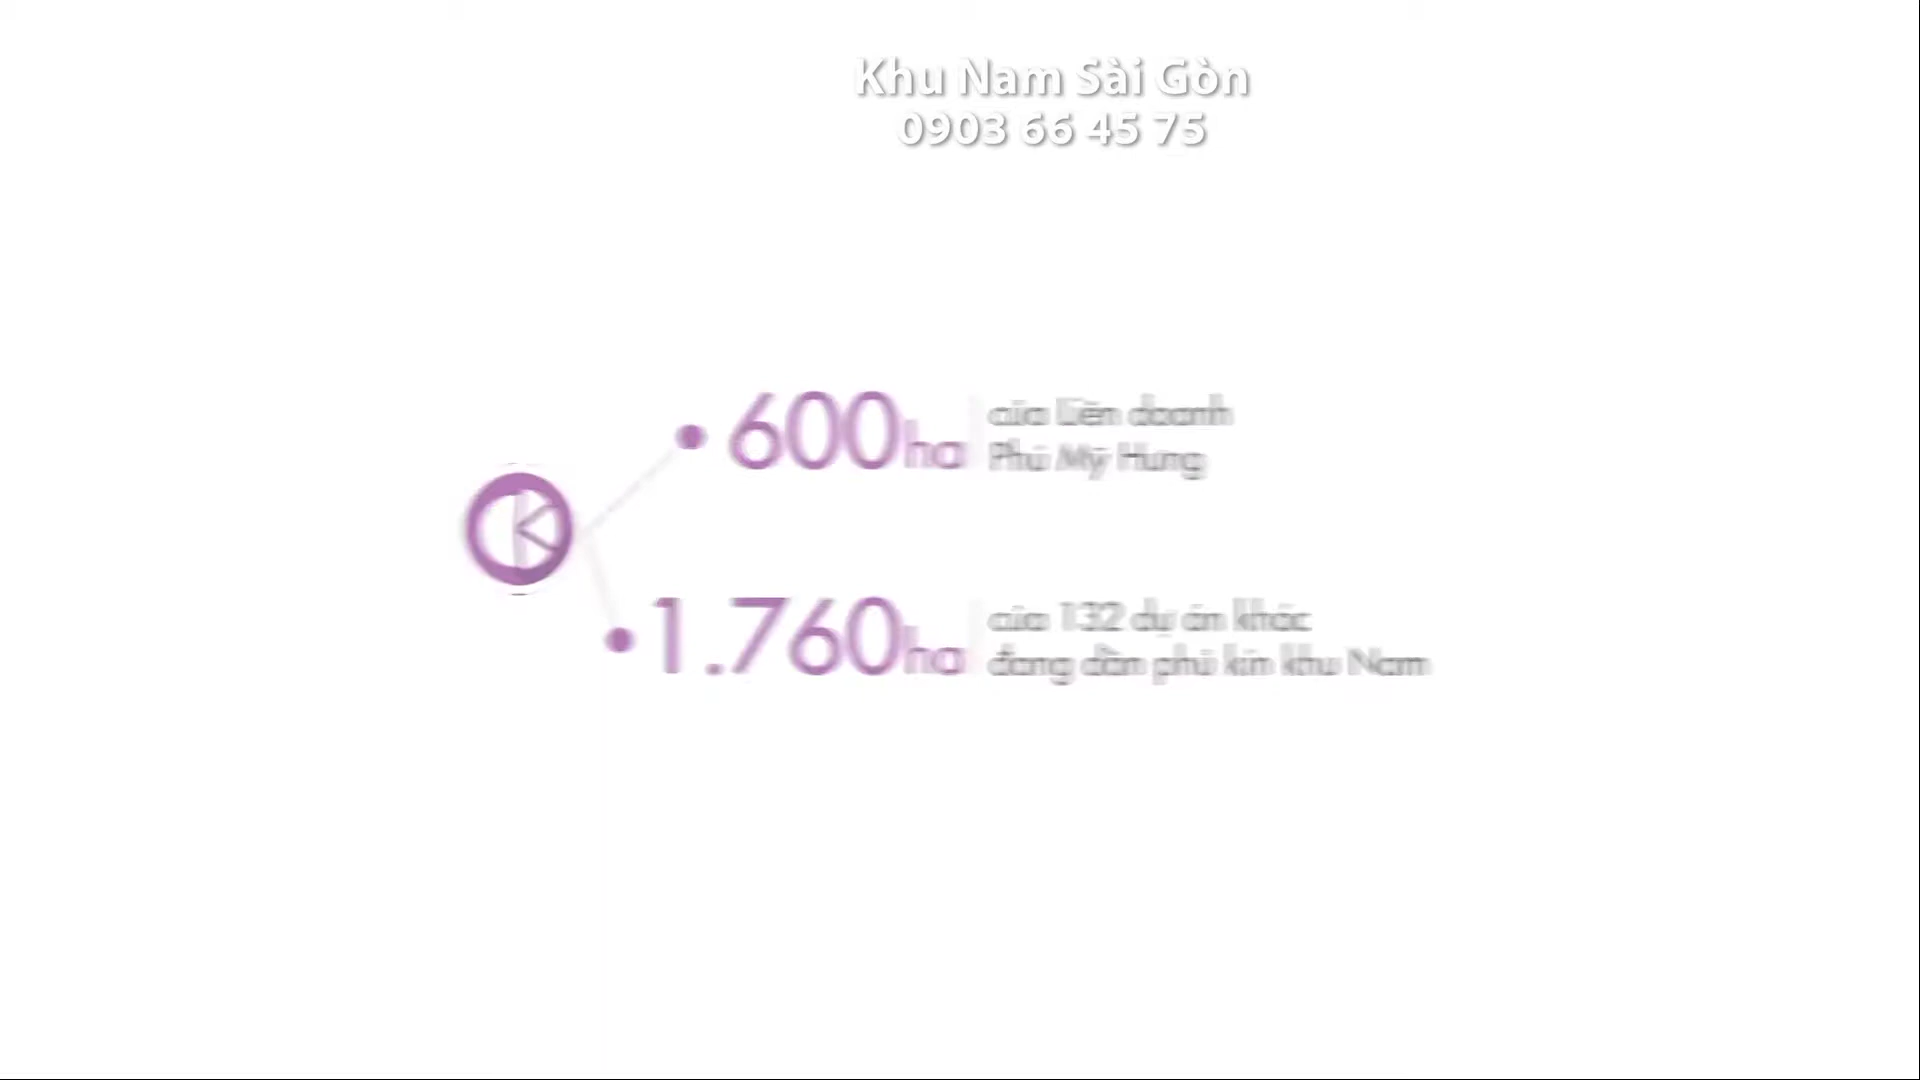 Khu Nam Sài Gòn
0903 66 45 75
600ha
của Liên doanh
Phú Mỹ Hưng
1.760ha
của 132 dự án khác
đang dần phủ kín khu Nam